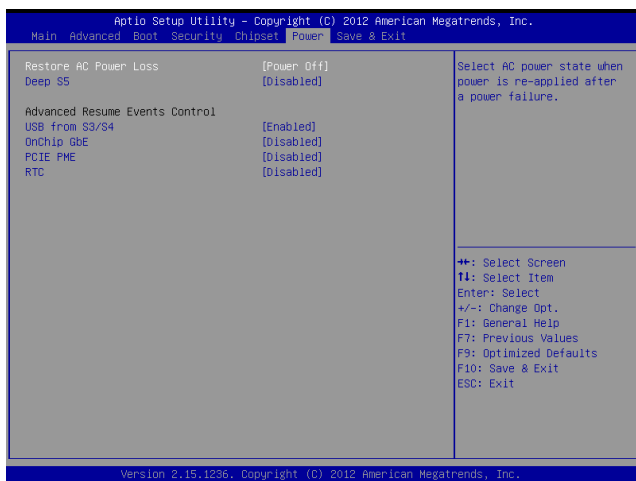 Aptio Setup Utility – Copyright (C) 2012 American Megatrends, Inc.
Main Advanced Boot Security Chipset Power Save & Exit
Restore AC Power Loss [Power Off]
Deep S5 [Disabled]
Advanced Resume Events Control
USB from S3/S4 [Enabled]
OnChip GbE [Disabled]
PCIE PME [Disabled]
RTC [Disabled]
Select AC power state when
power is re-applied after
a power failure.
→←: Select Screen
↑↓: Select Item
Enter: Select
+/-: Change Opt.
F1: General Help
F7: Previous Values
F9: Optimized Defaults
F10: Save & Exit
ESC: Exit
Version 2.15.1236. Copyright (C) 2012 American Megatrends, Inc.